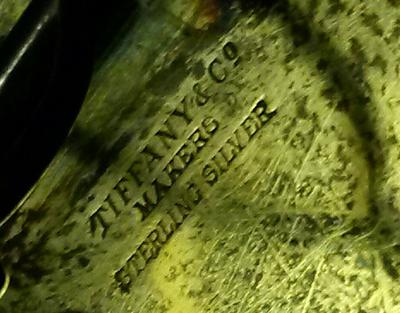 TIFFANY & CO
MAKERS
STERLING SILVER